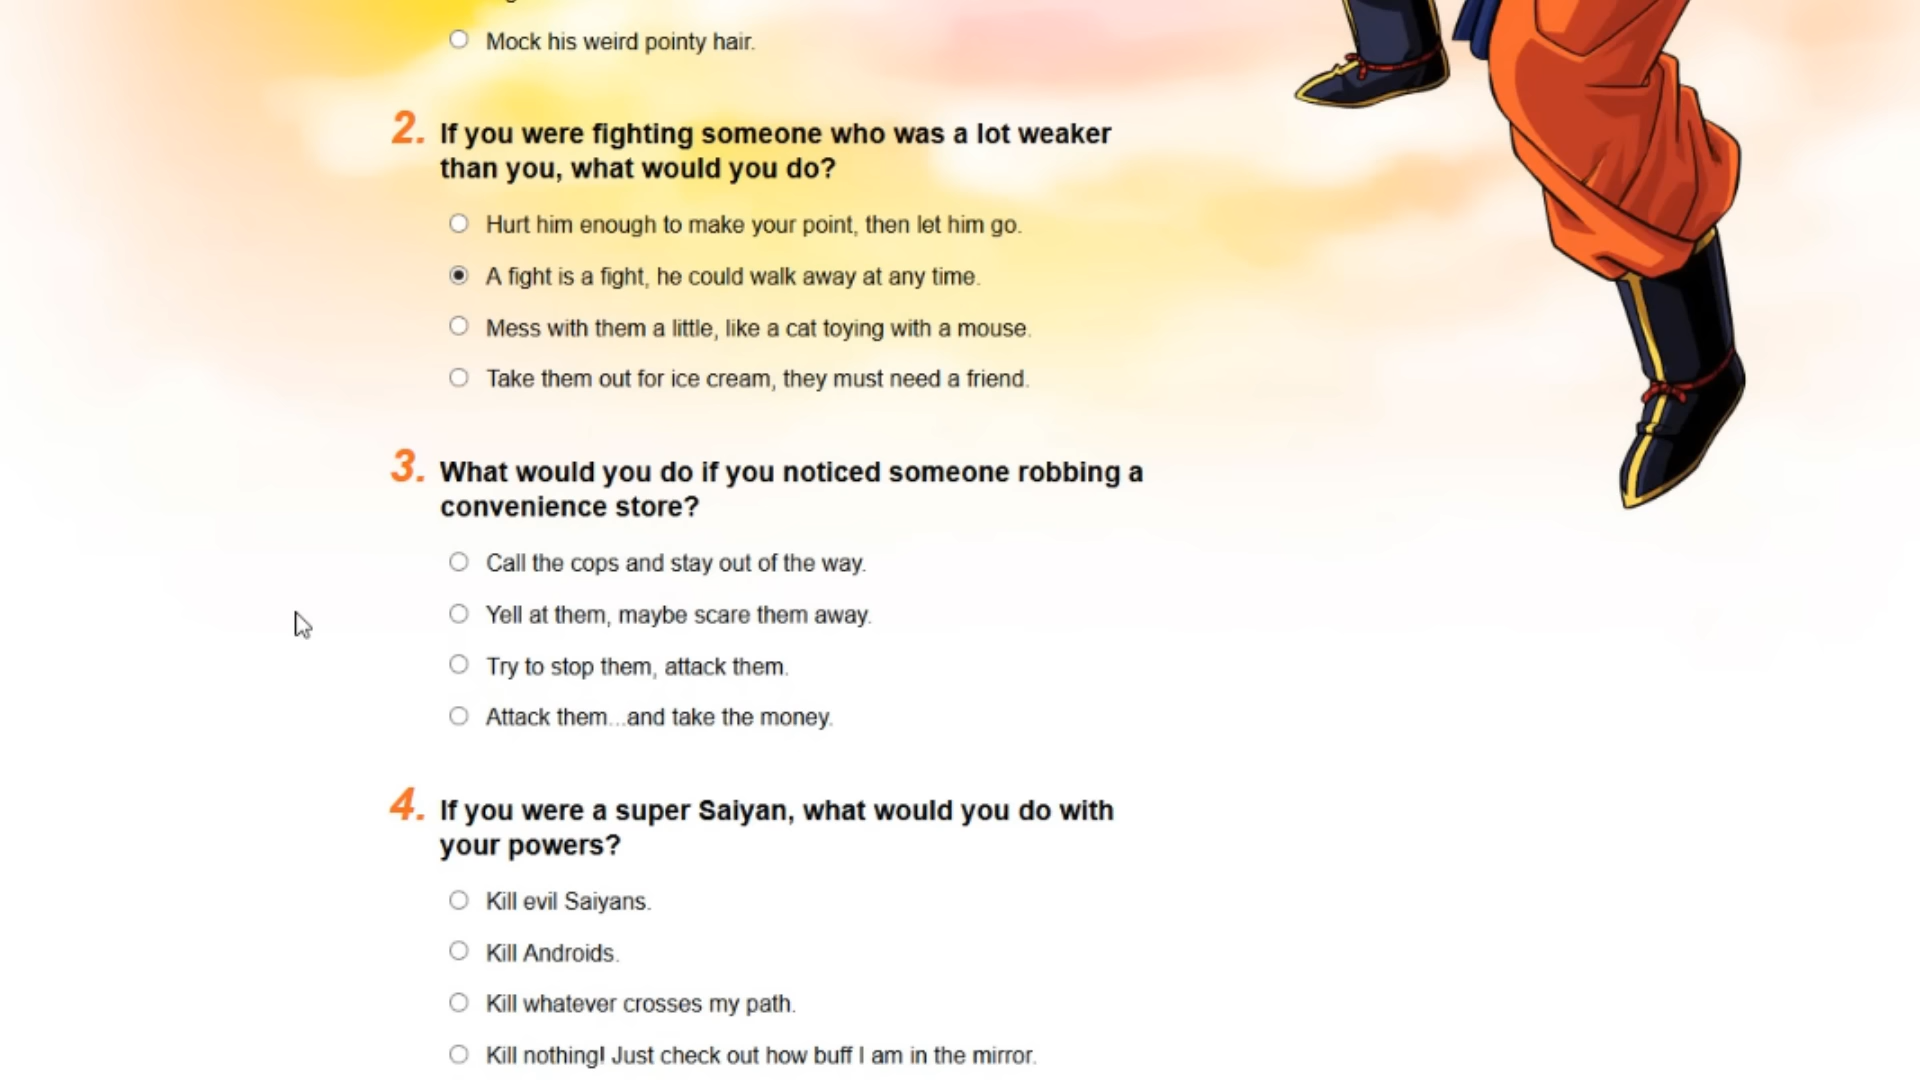 Mock his weird pointy hair.
2. If you were fighting someone who was a lot weaker
than you, what would you do?
Hurt him enough to make your point, then let him go.
A fight is a fight, he could walk away at any time.
Mess with them a little, like a cat toying with a mouse.
Take them out for ice cream, they must need a friend.
3. What would you do if you noticed someone robbing a
convenience store?
Call the cops and stay out of the way.
Yell at them, maybe scare them away.
Try to stop them, attack them.
Attack them...and take the money.
4. If you were a super Saiyan, what would you do with
your powers?
Kill evil Saiyans.
Kill Androids.
Kill whatever crosses my path.
Kill nothing! Just check out how buff I am in the mirror.